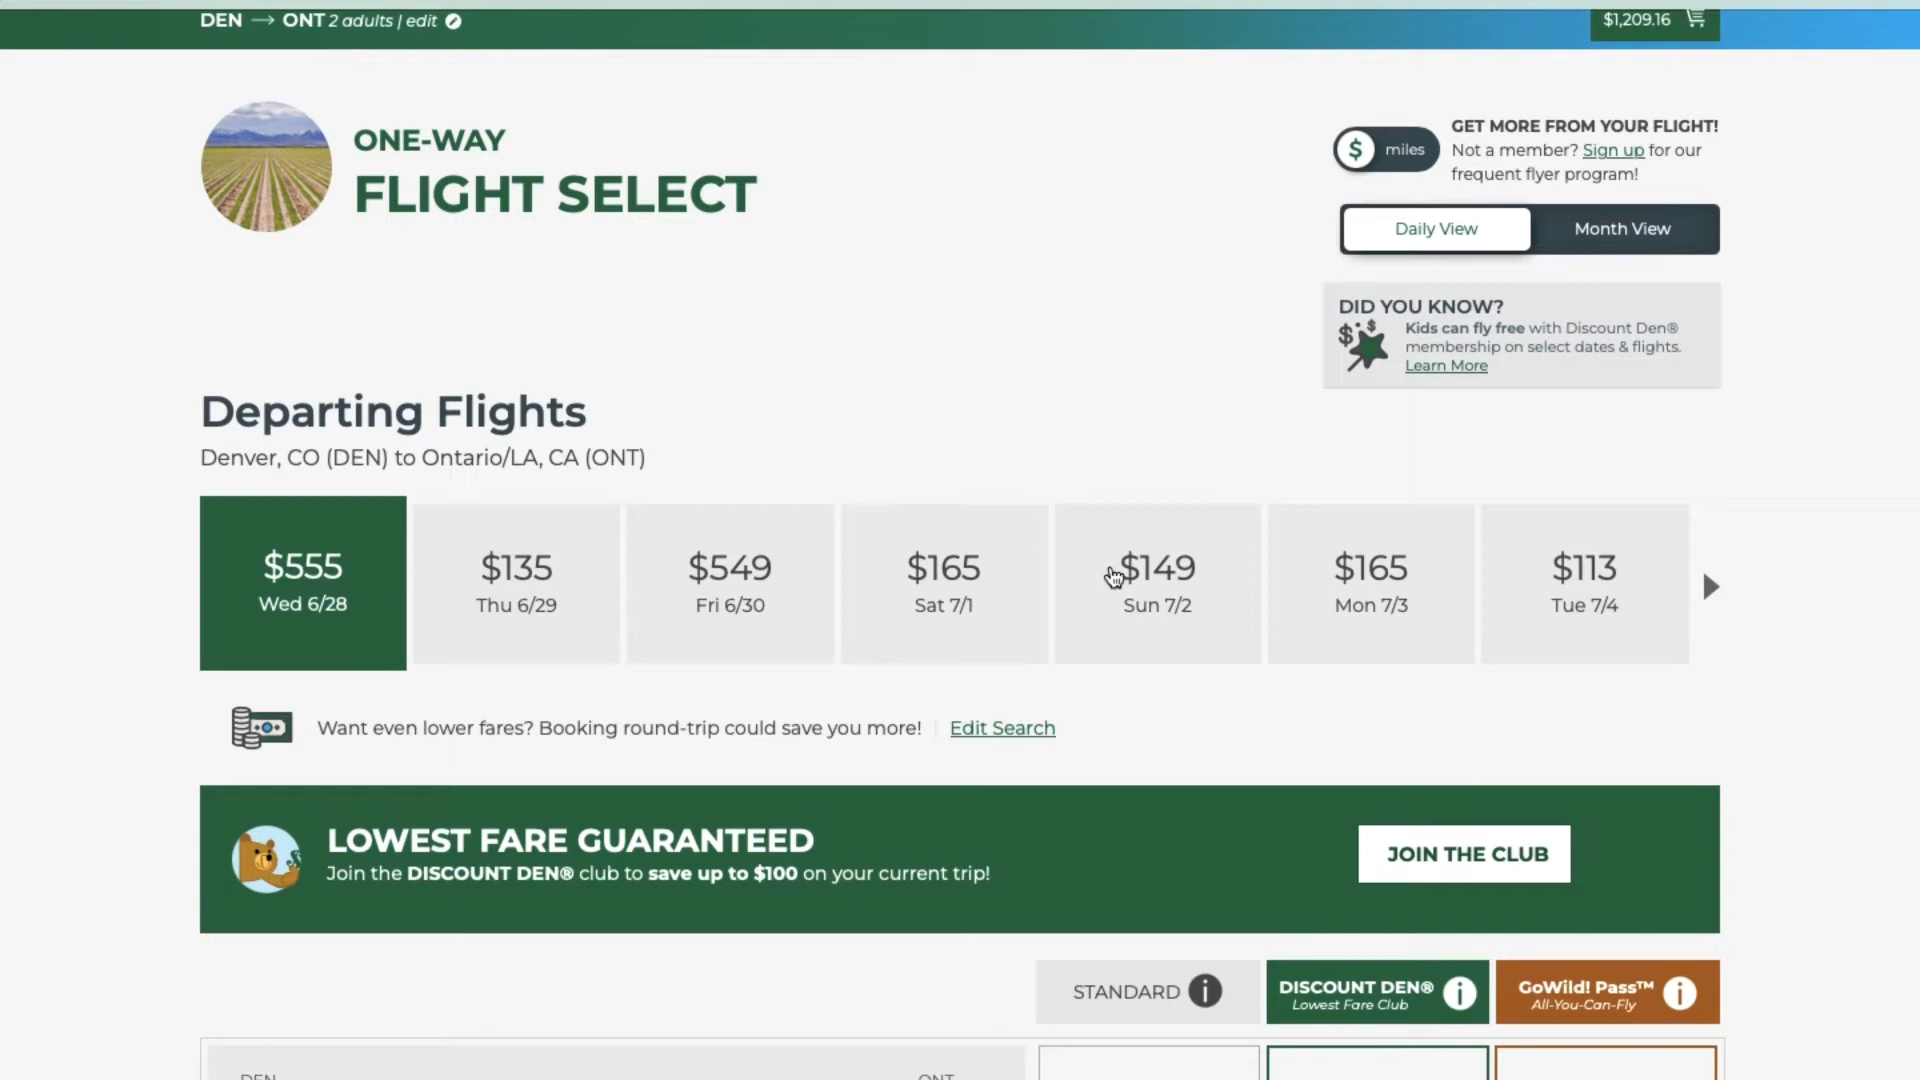 DEN → ONT 2 adults | edit
$1,209.16
ONE-WAY
FLIGHT SELECT
$ miles
GET MORE FROM YOUR FLIGHT!
Not a member? Sign up for our
frequent flyer program!
Daily View
Month View
DID YOU KNOW?
Kids can fly free with Discount Den®
membership on select dates & flights.
Learn More
Departing Flights
Denver, CO (DEN) to Ontario/LA, CA (ONT)
$555
Wed 6/28
$135
Thu 6/29
$549
Fri 6/30
$165
Sat 7/1
$149
Sun 7/2
$165
Mon 7/3
$113
Tue 7/4
Want even lower fares? Booking round-trip could save you more! | Edit Search
LOWEST FARE GUARANTEED
Join the DISCOUNT DEN® club to save up to $100 on your current trip!
JOIN THE CLUB
STANDARD i
DISCOUNT DEN® i
Lowest Fare Club
GoWild! Pass™ i
All-You-Can-Fly
DEN
ONT